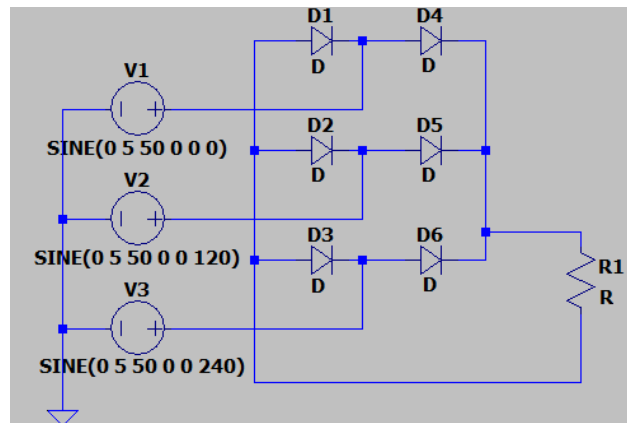 D1 D4
D D
V1
SINE(0 5 50 0 0 0)
D2 D5
D D
V2
SINE(0 5 50 0 0 120)
D3 D6
D D
R1
R
V3
SINE(0 5 50 0 0 240)